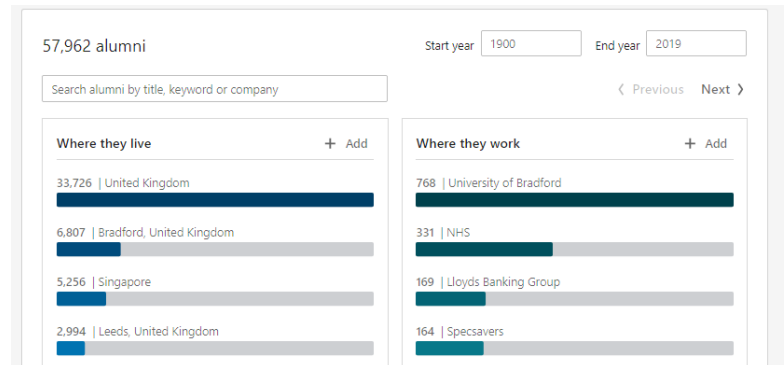 57,962 alumni
Start year 1900 End year 2019
Search alumni by title, keyword or company
Previous Next
Where they live
+ Add
33,726 | United Kingdom
6,807 | Bradford, United Kingdom
5,256 | Singapore
2,994 | Leeds, United Kingdom
Where they work
+ Add
768 | University of Bradford
331 | NHS
169 | Lloyds Banking Group
164 | Specsavers